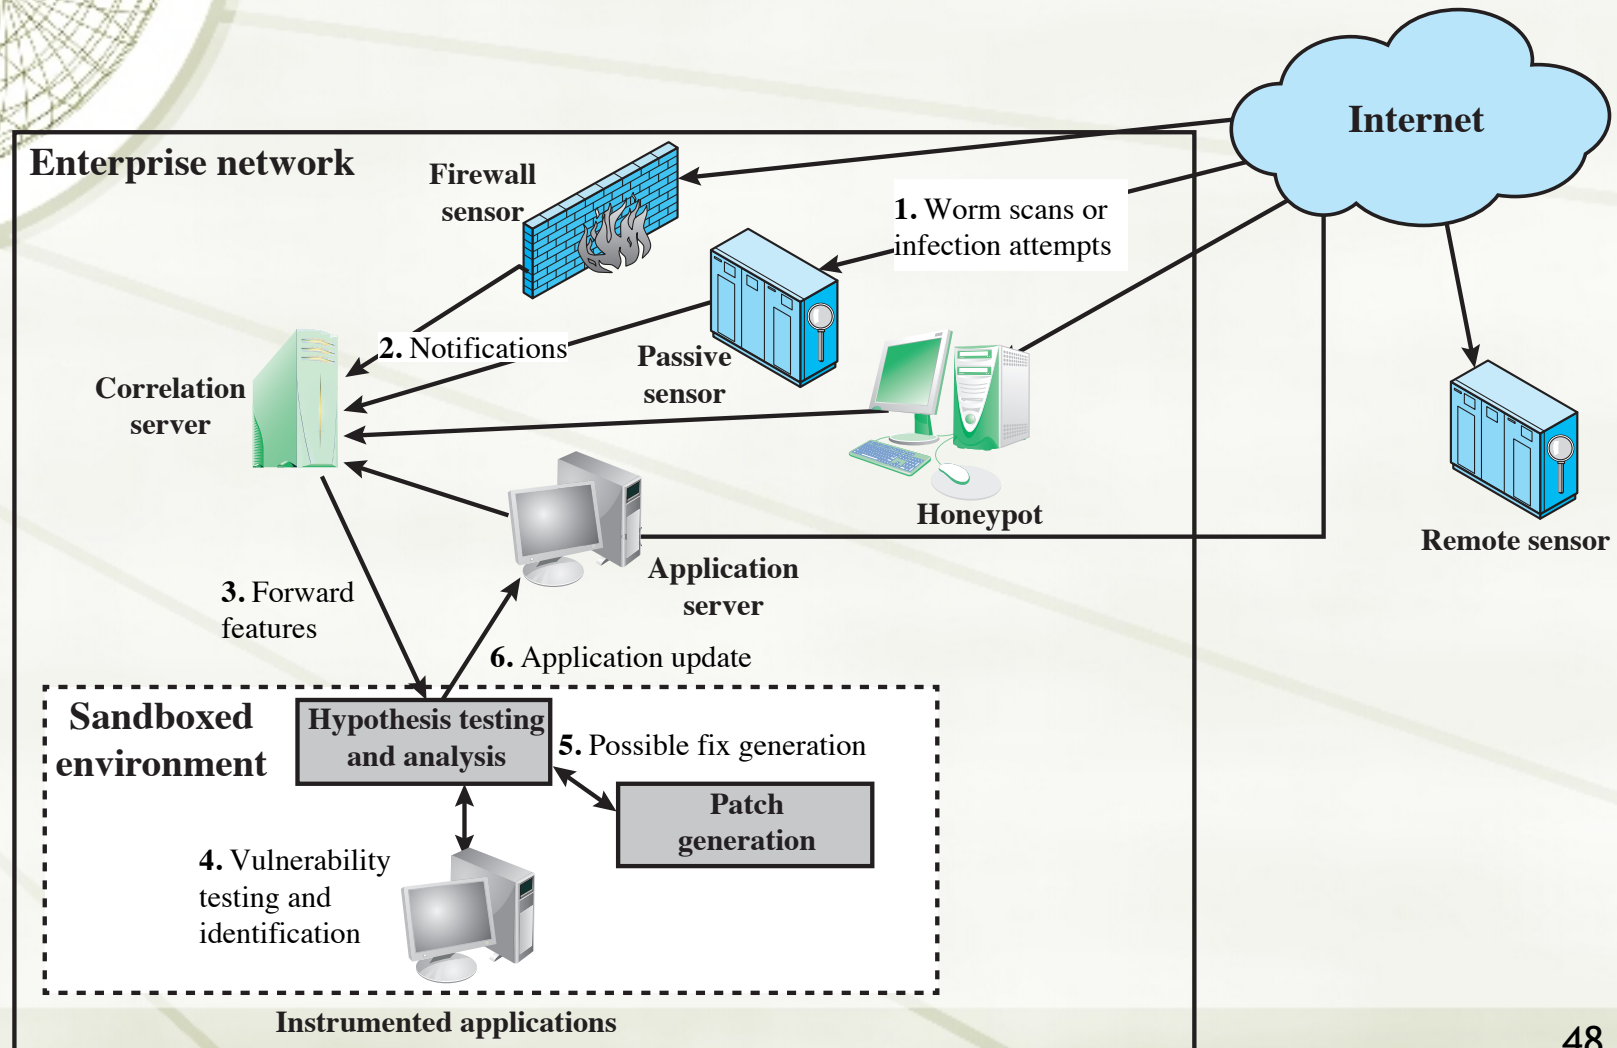 Internet
Enterprise network
Firewall
sensor
1. Worm scans or
infection attempts
2. Notifications
Passive
sensor
Correlation
server
Honeypot
Remote sensor
Application
server
3. Forward
features
6. Application update
Sandboxed
environment
Hypothesis testing
and analysis
5. Possible fix generation
Patch
generation
4. Vulnerability
testing and
identification
Instrumented applications
48